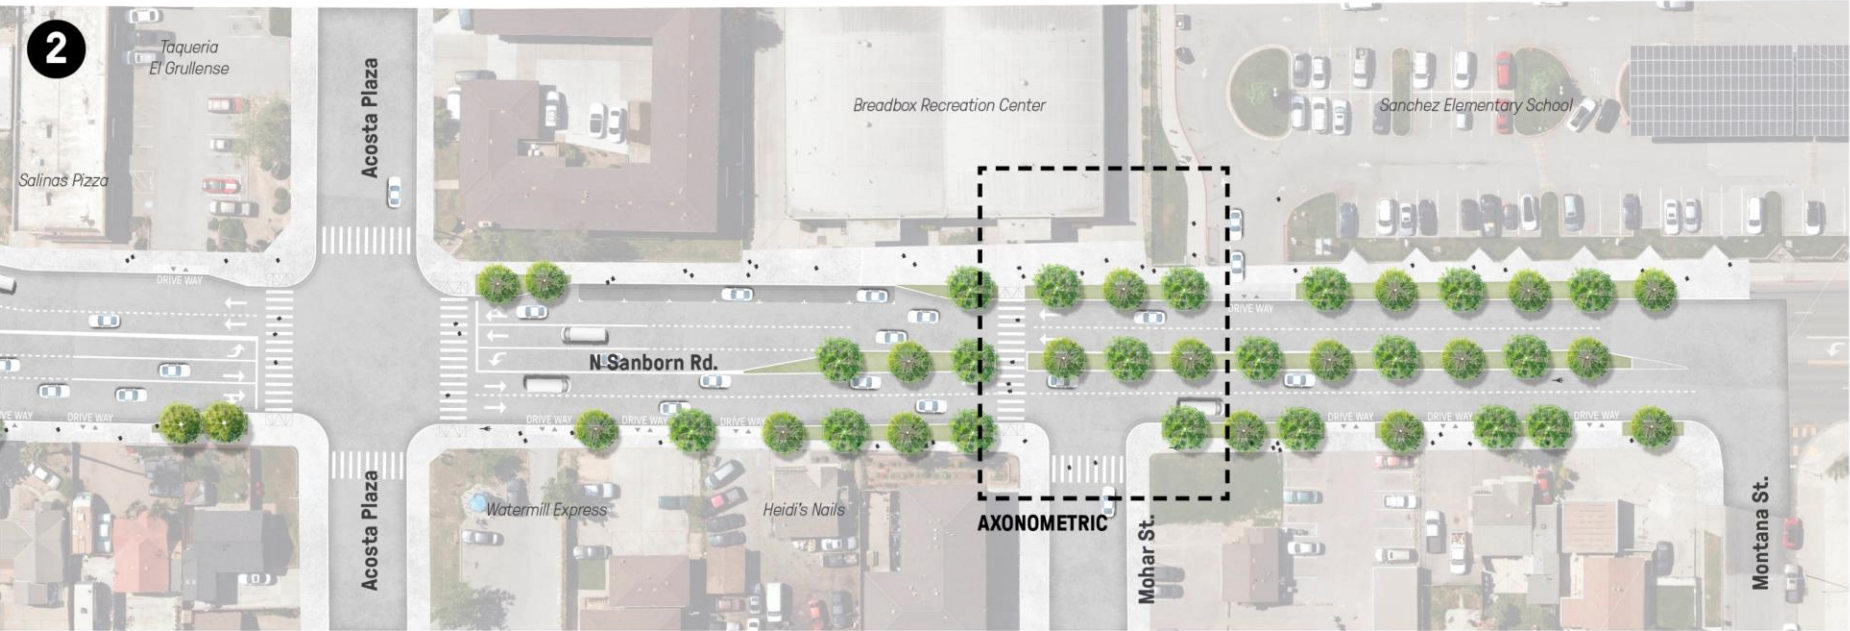 2
Taqueria
El Grullense
Acosta Plaza
Breadbox Recreation Center
Sanchez Elementary School
Salinas Pizza
DRIVE WAY
DRIVE WAY
N Sanborn Rd.
VE WAY
DRIVE WAY
DRIVE WAY
DRIVE WAY
DRIVE WAY
DRIVE WAY
DRIVE WAY
DRIVE WAY
Acosta Plaza
Watermill Express
Heidi's Nails
AXONOMETRIC
Mohar St.
Montana St.